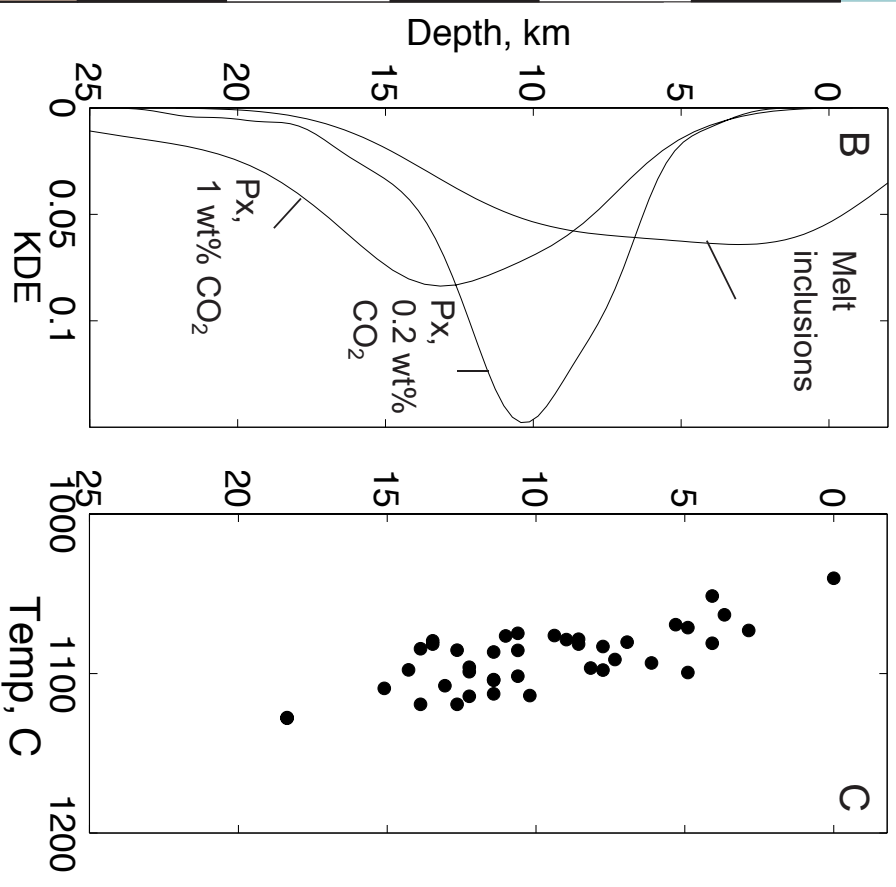 Depth, km
25
20
15
10
5
0
0
0.05
0.1
KDE
B
Melt
inclusions
Px,
0.2 wt%
CO₂
Px,
1 wt% CO₂
25
20
15
10
5
0
1000
1100
1200
Temp, C
C